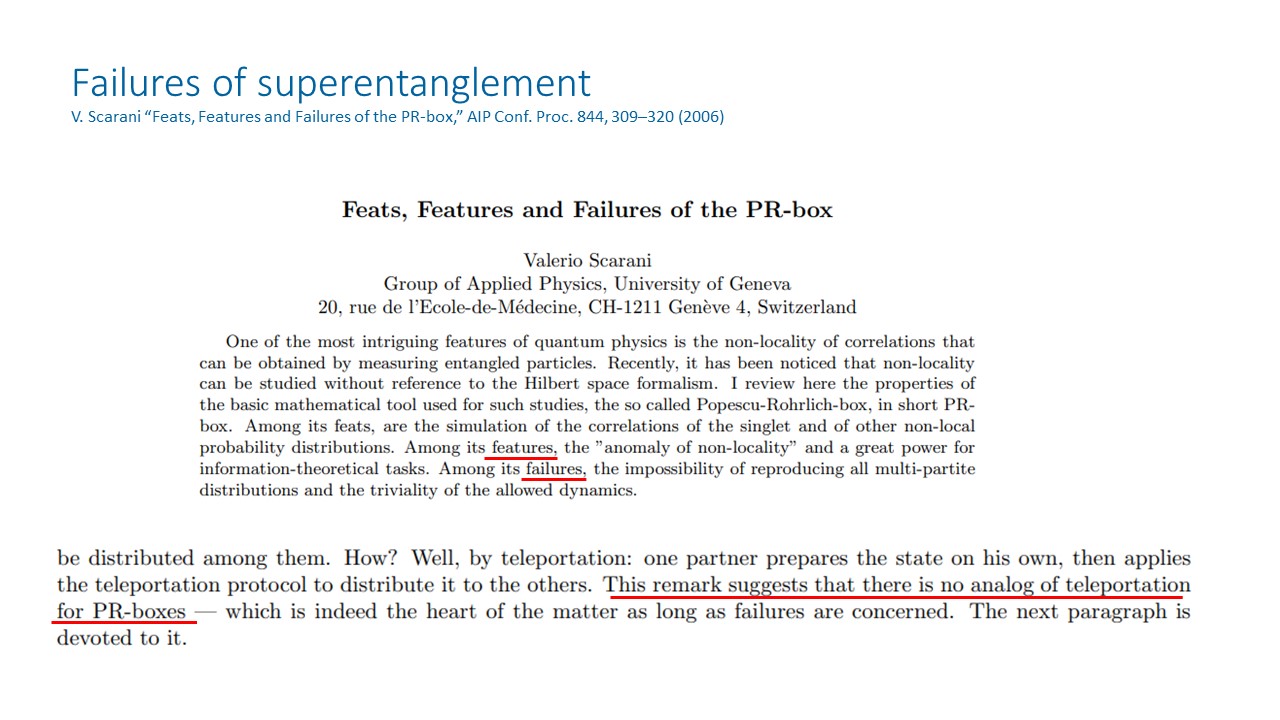 Failures of superentanglement
V. Scarani “Feats, Features and Failures of the PR-box,” AIP Conf. Proc. 844, 309–320 (2006)
Feats, Features and Failures of the PR-box
Valerio Scarani
Group of Applied Physics, University of Geneva
20, rue de l'Ecole-de-Médecine, CH-1211 Genève 4, Switzerland
One of the most intriguing features of quantum physics is the non-locality of correlations that
can be obtained by measuring entangled particles. Recently, it has been noticed that non-locality
can be studied without reference to the Hilbert space formalism. I review here the properties of
the basic mathematical tool used for such studies, the so called Popescu-Rohrlich-box, in short PR-
box. Among its feats, are the simulation of the correlations of the singlet and of other non-local
probability distributions. Among its features, the ”anomaly of non-locality” and a great power for
information-theoretical tasks. Among its failures, the impossibility of reproducing all multi-partite
distributions and the triviality of the allowed dynamics.
be distributed among them. How? Well, by teleportation: one partner prepares the state on his own, then applies
the teleportation protocol to distribute it to the others. This remark suggests that there is no analog of teleportation
for PR-boxes — which is indeed the heart of the matter as long as failures are concerned. The next paragraph is
devoted to it.